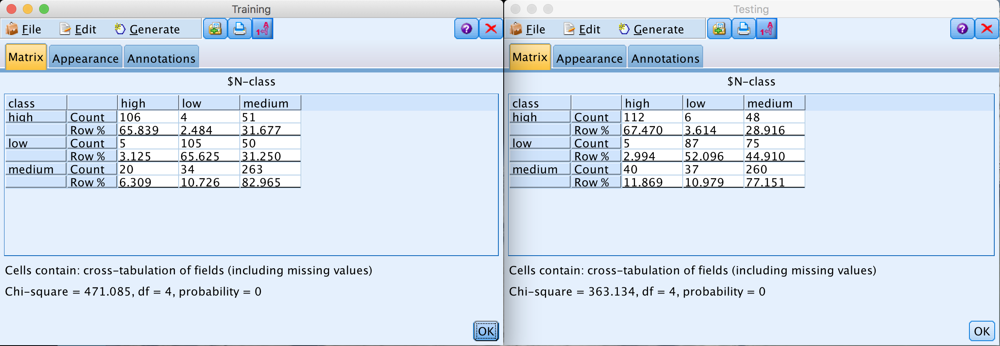 Training
File Edit Generate
Matrix Appearance Annotations
$N-class
class high low medium
high Count 106 4 51
Row % 65.839 2.484 31.677
low Count 5 105 50
Row % 3.125 65.625 31.250
medium Count 20 34 263
Row % 6.309 10.726 82.965
Cells contain: cross-tabulation of fields (including missing values)
Chi-square = 471.085, df = 4, probability = 0
OK
Testing
File Edit Generate
Matrix Appearance Annotations
$N-class
class high low medium
high Count 112 6 48
Row % 67.470 3.614 28.916
low Count 5 87 75
Row % 2.994 52.096 44.910
medium Count 40 37 260
Row % 11.869 10.979 77.151
Cells contain: cross-tabulation of fields (including missing values)
Chi-square = 363.134, df = 4, probability = 0
OK